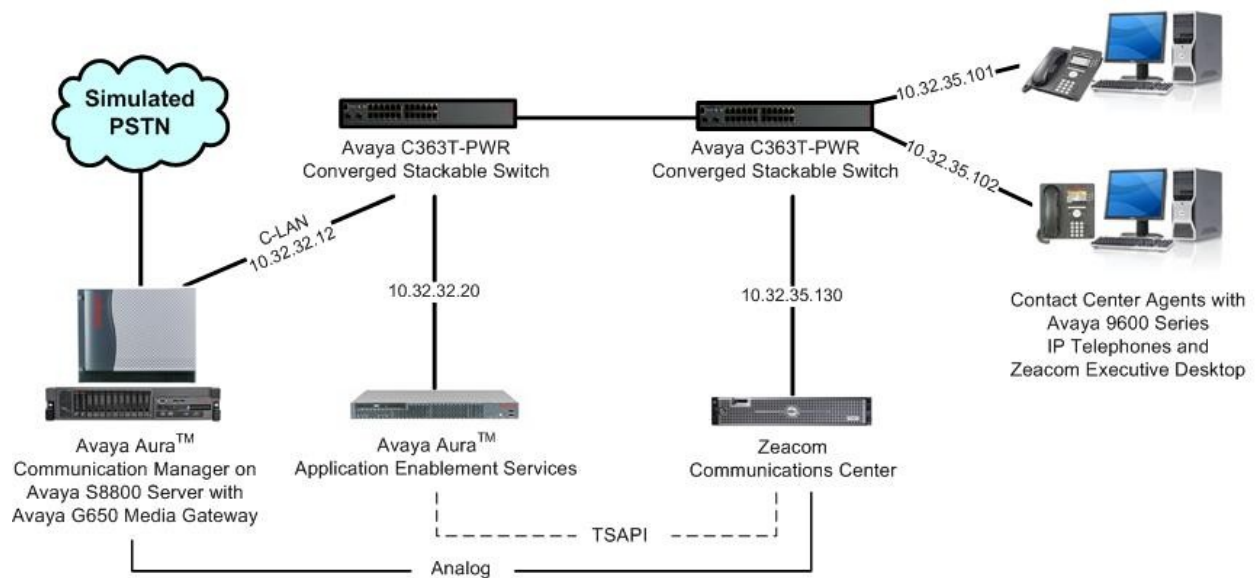 Simulated
PSTN
Avaya C363T-PWR
Converged Stackable Switch
Avaya C363T-PWR
Converged Stackable Switch
10.32.35.101
10.32.35.102
C-LAN
10.32.32.12
10.32.32.20
10.32.35.130
Contact Center Agents with
Avaya 9600 Series
IP Telephones and
Zeacom Executive Desktop
Avaya Aura™
Communication Manager on
Avaya S8800 Server with
Avaya G650 Media Gateway
Avaya Aura™
Application Enablement Services
Zeacom
Communications Center
TSAPI
Analog